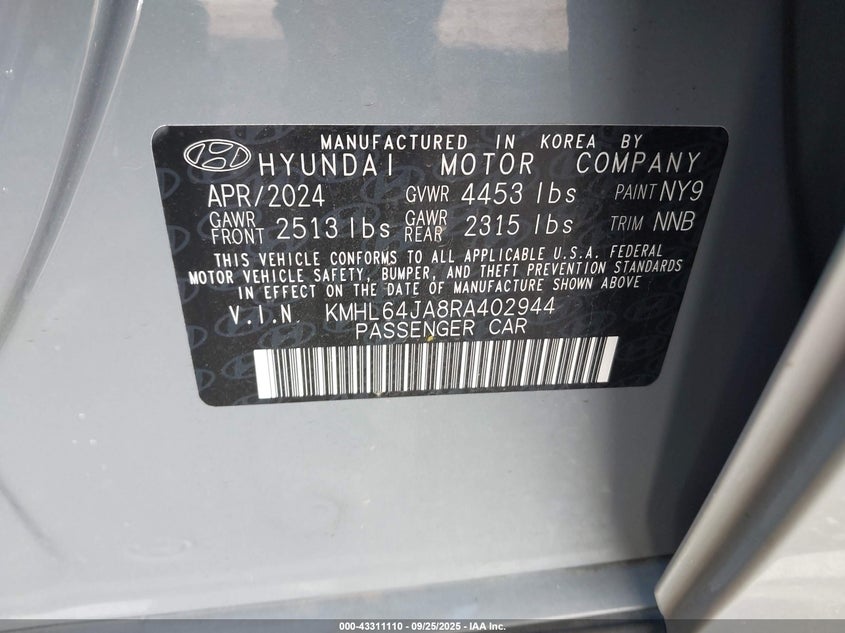 MANUFACTURED IN KOREA BY
HYUNDAI MOTOR COMPANY
APR/2024 GVWR 4453 lbs PAINT NY9
GAWR FRONT 2513 lbs GAWR REAR 2315 lbs TRIM NNB
THIS VEHICLE CONFORMS TO ALL APPLICABLE U.S.A. FEDERAL
MOTOR VEHICLE SAFETY, BUMPER, AND THEFT PREVENTION STANDARDS
IN EFFECT ON THE DATE OF MANUFACTURE SHOWN ABOVE
V.I.N. KMHL64JA8RA402944
PASSENGER CAR
000-43311110 | 09/25/2025 | IAA Inc.